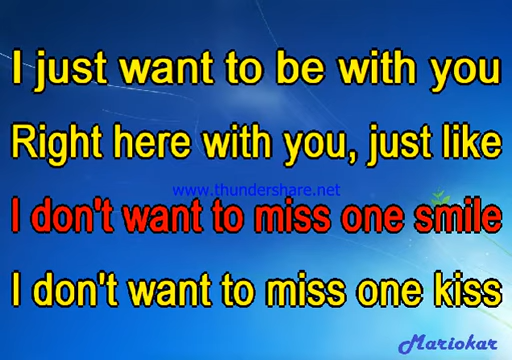 I just want to be with you
Right here with you, just like
www.thundershare.net
I don't want to miss one smile
I don't want to miss one kiss
Mariokar